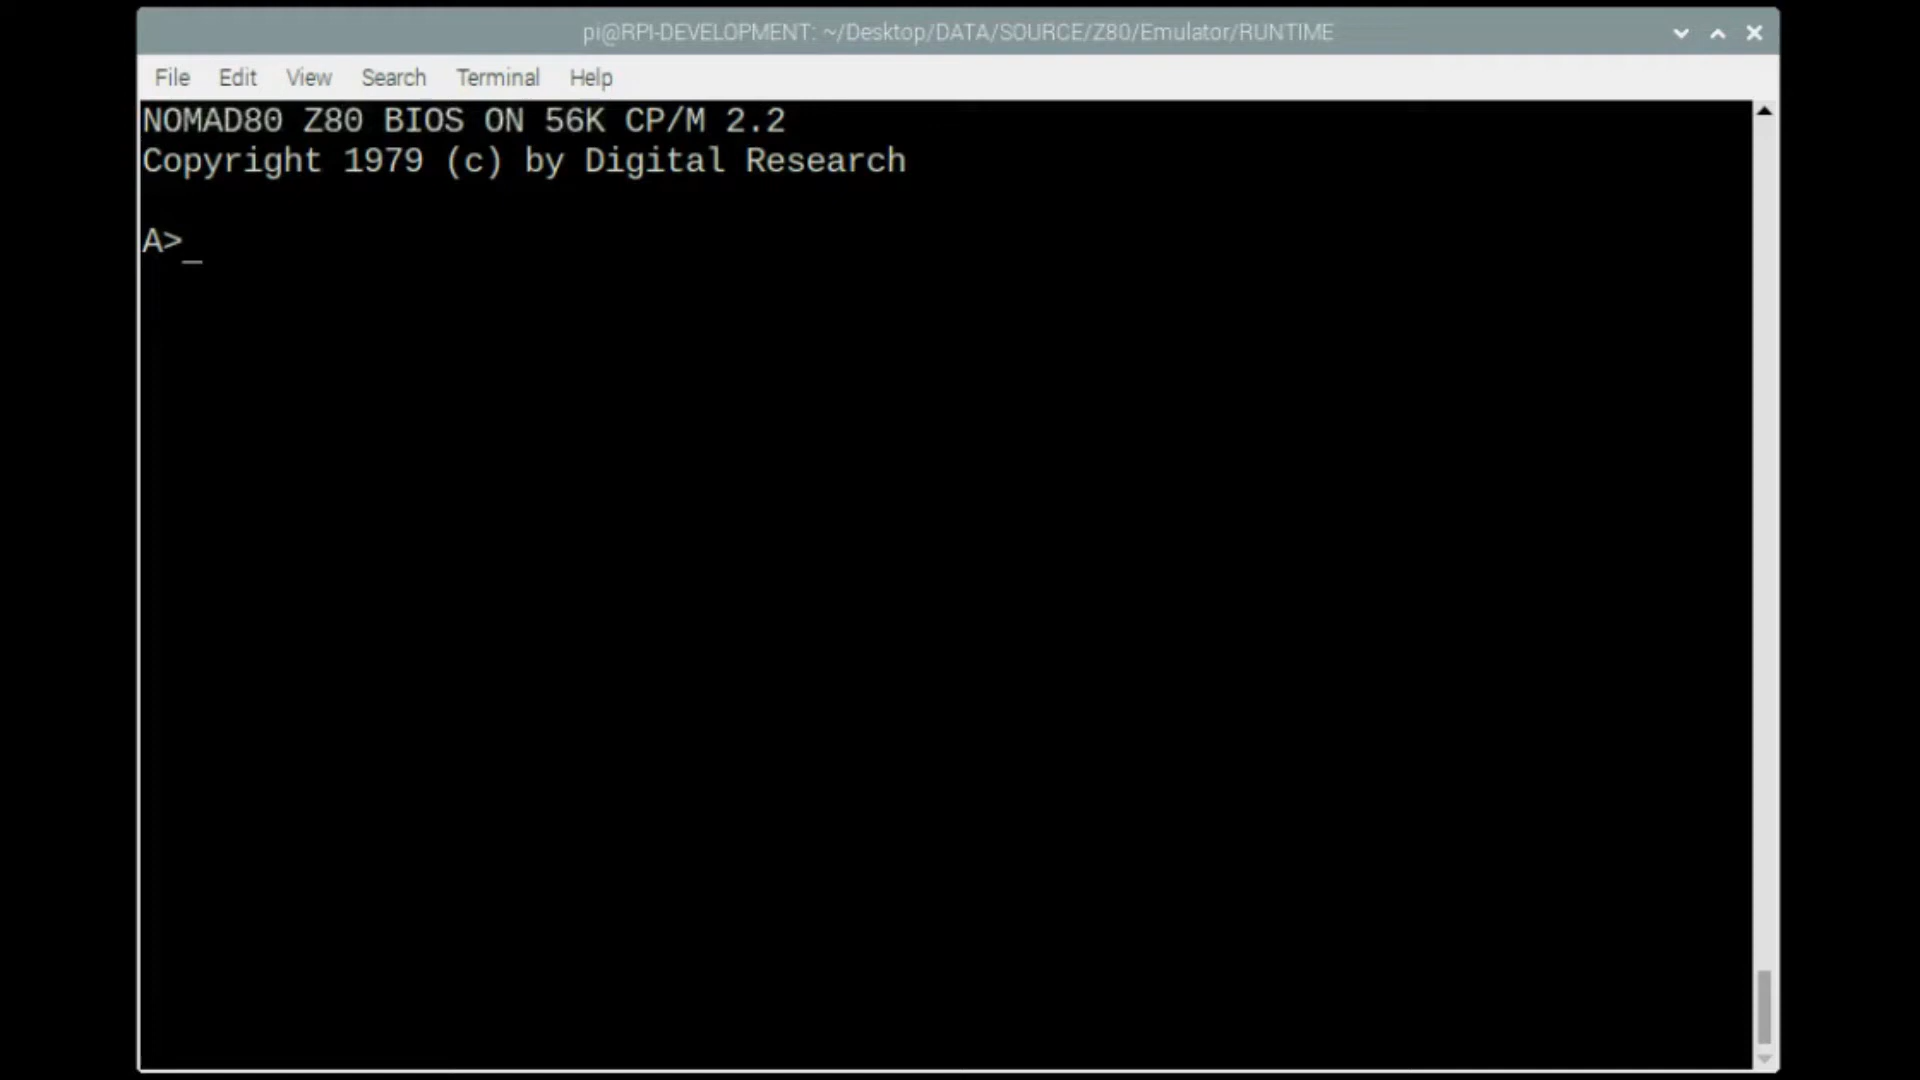 pi@RPI-DEVELOPMENT: ~/Desktop/DATA/SOURCE/Z80/Emulator/RUNTIME
File Edit View Search Terminal Help
NOMAD80 Z80 BIOS ON 56K CP/M 2.2
Copyright 1979 (c) by Digital Research
A>_